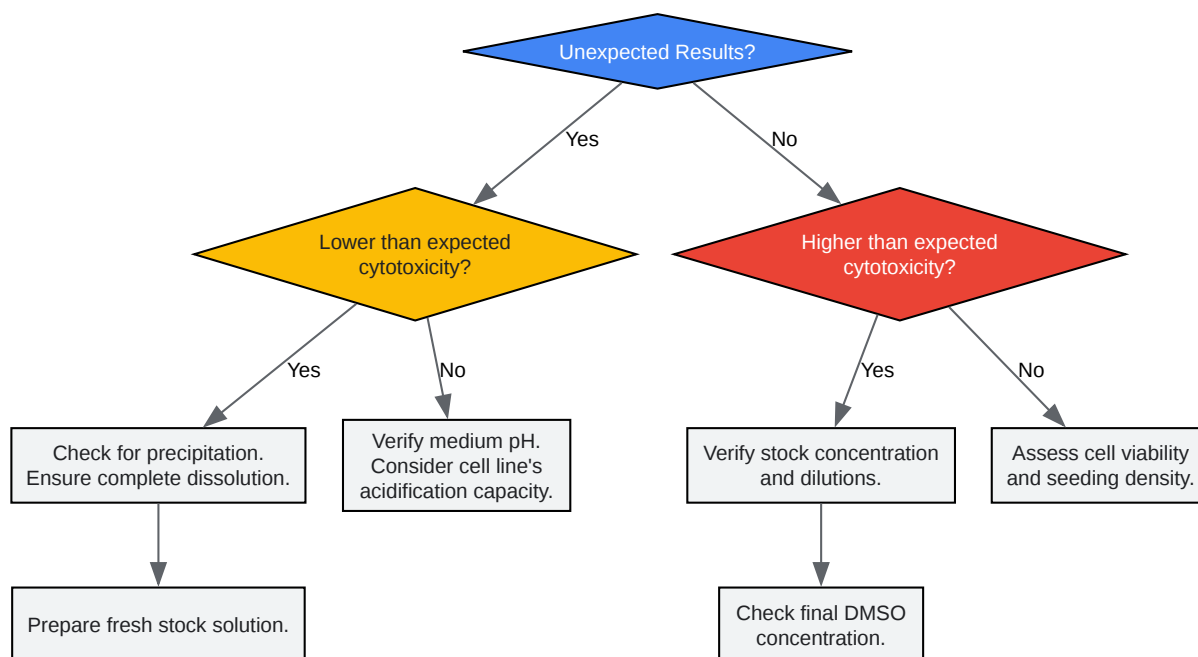 Unexpected Results?
Yes
No
Lower than expected
cytotoxicity?
Higher than expected
cytotoxicity?
Yes
No
Yes
No
Check for precipitation.
Ensure complete dissolution.
Verify medium pH.
Consider cell line's
acidification capacity.
Verify stock concentration
and dilutions.
Assess cell viability
and seeding density.
Prepare fresh stock solution.
Check final DMSO
concentration.